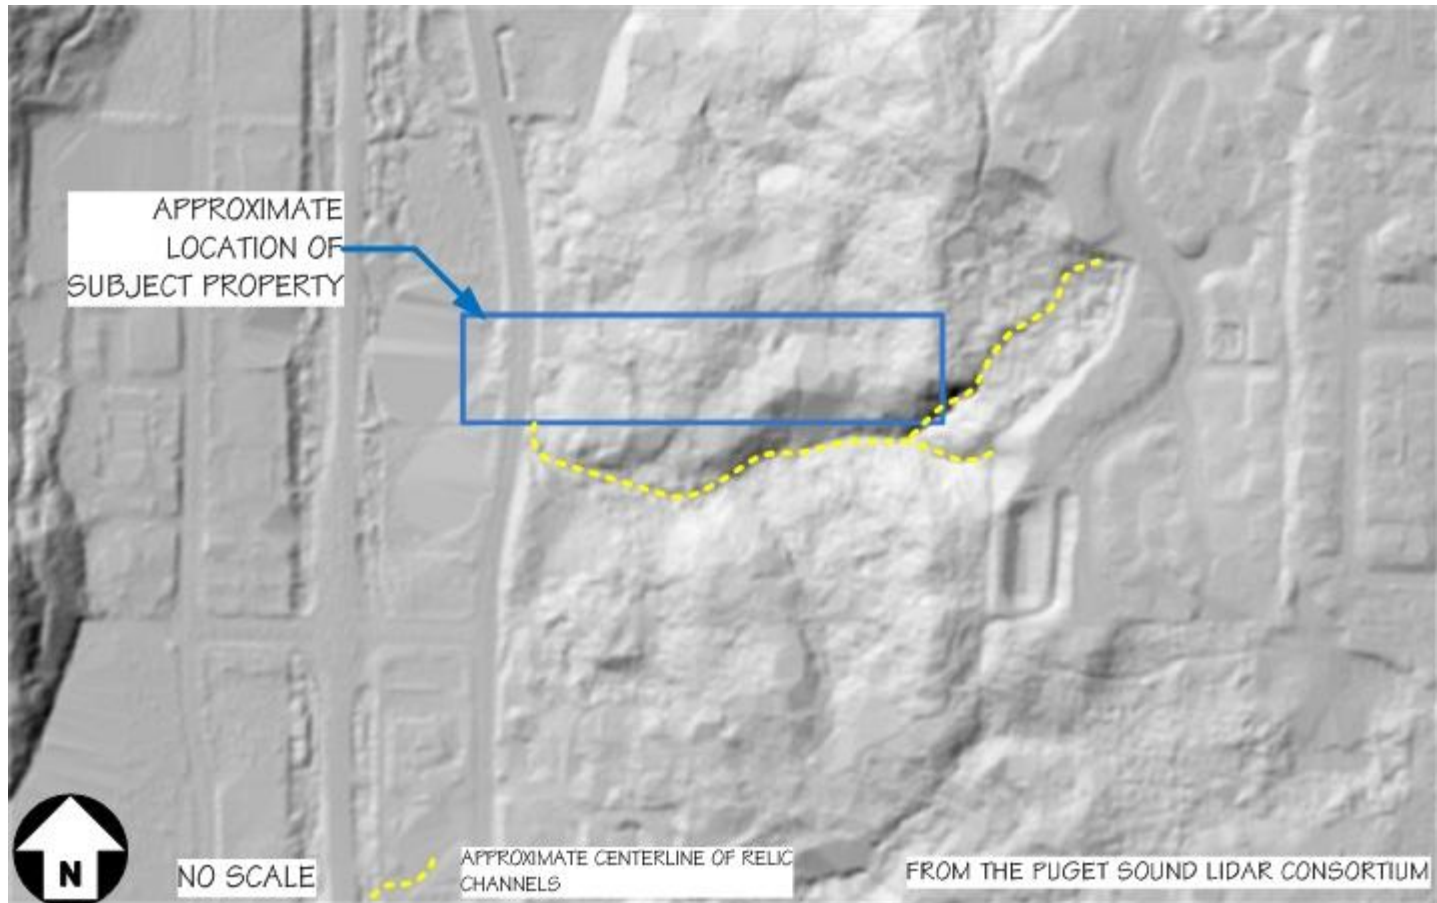 APPROXIMATE
LOCATION OF
SUBJECT PROPERTY
N
NO SCALE
APPROXIMATE CENTERLINE OF RELIC
CHANNELS
FROM THE PUGET SOUND LIDAR CONSORTIUM